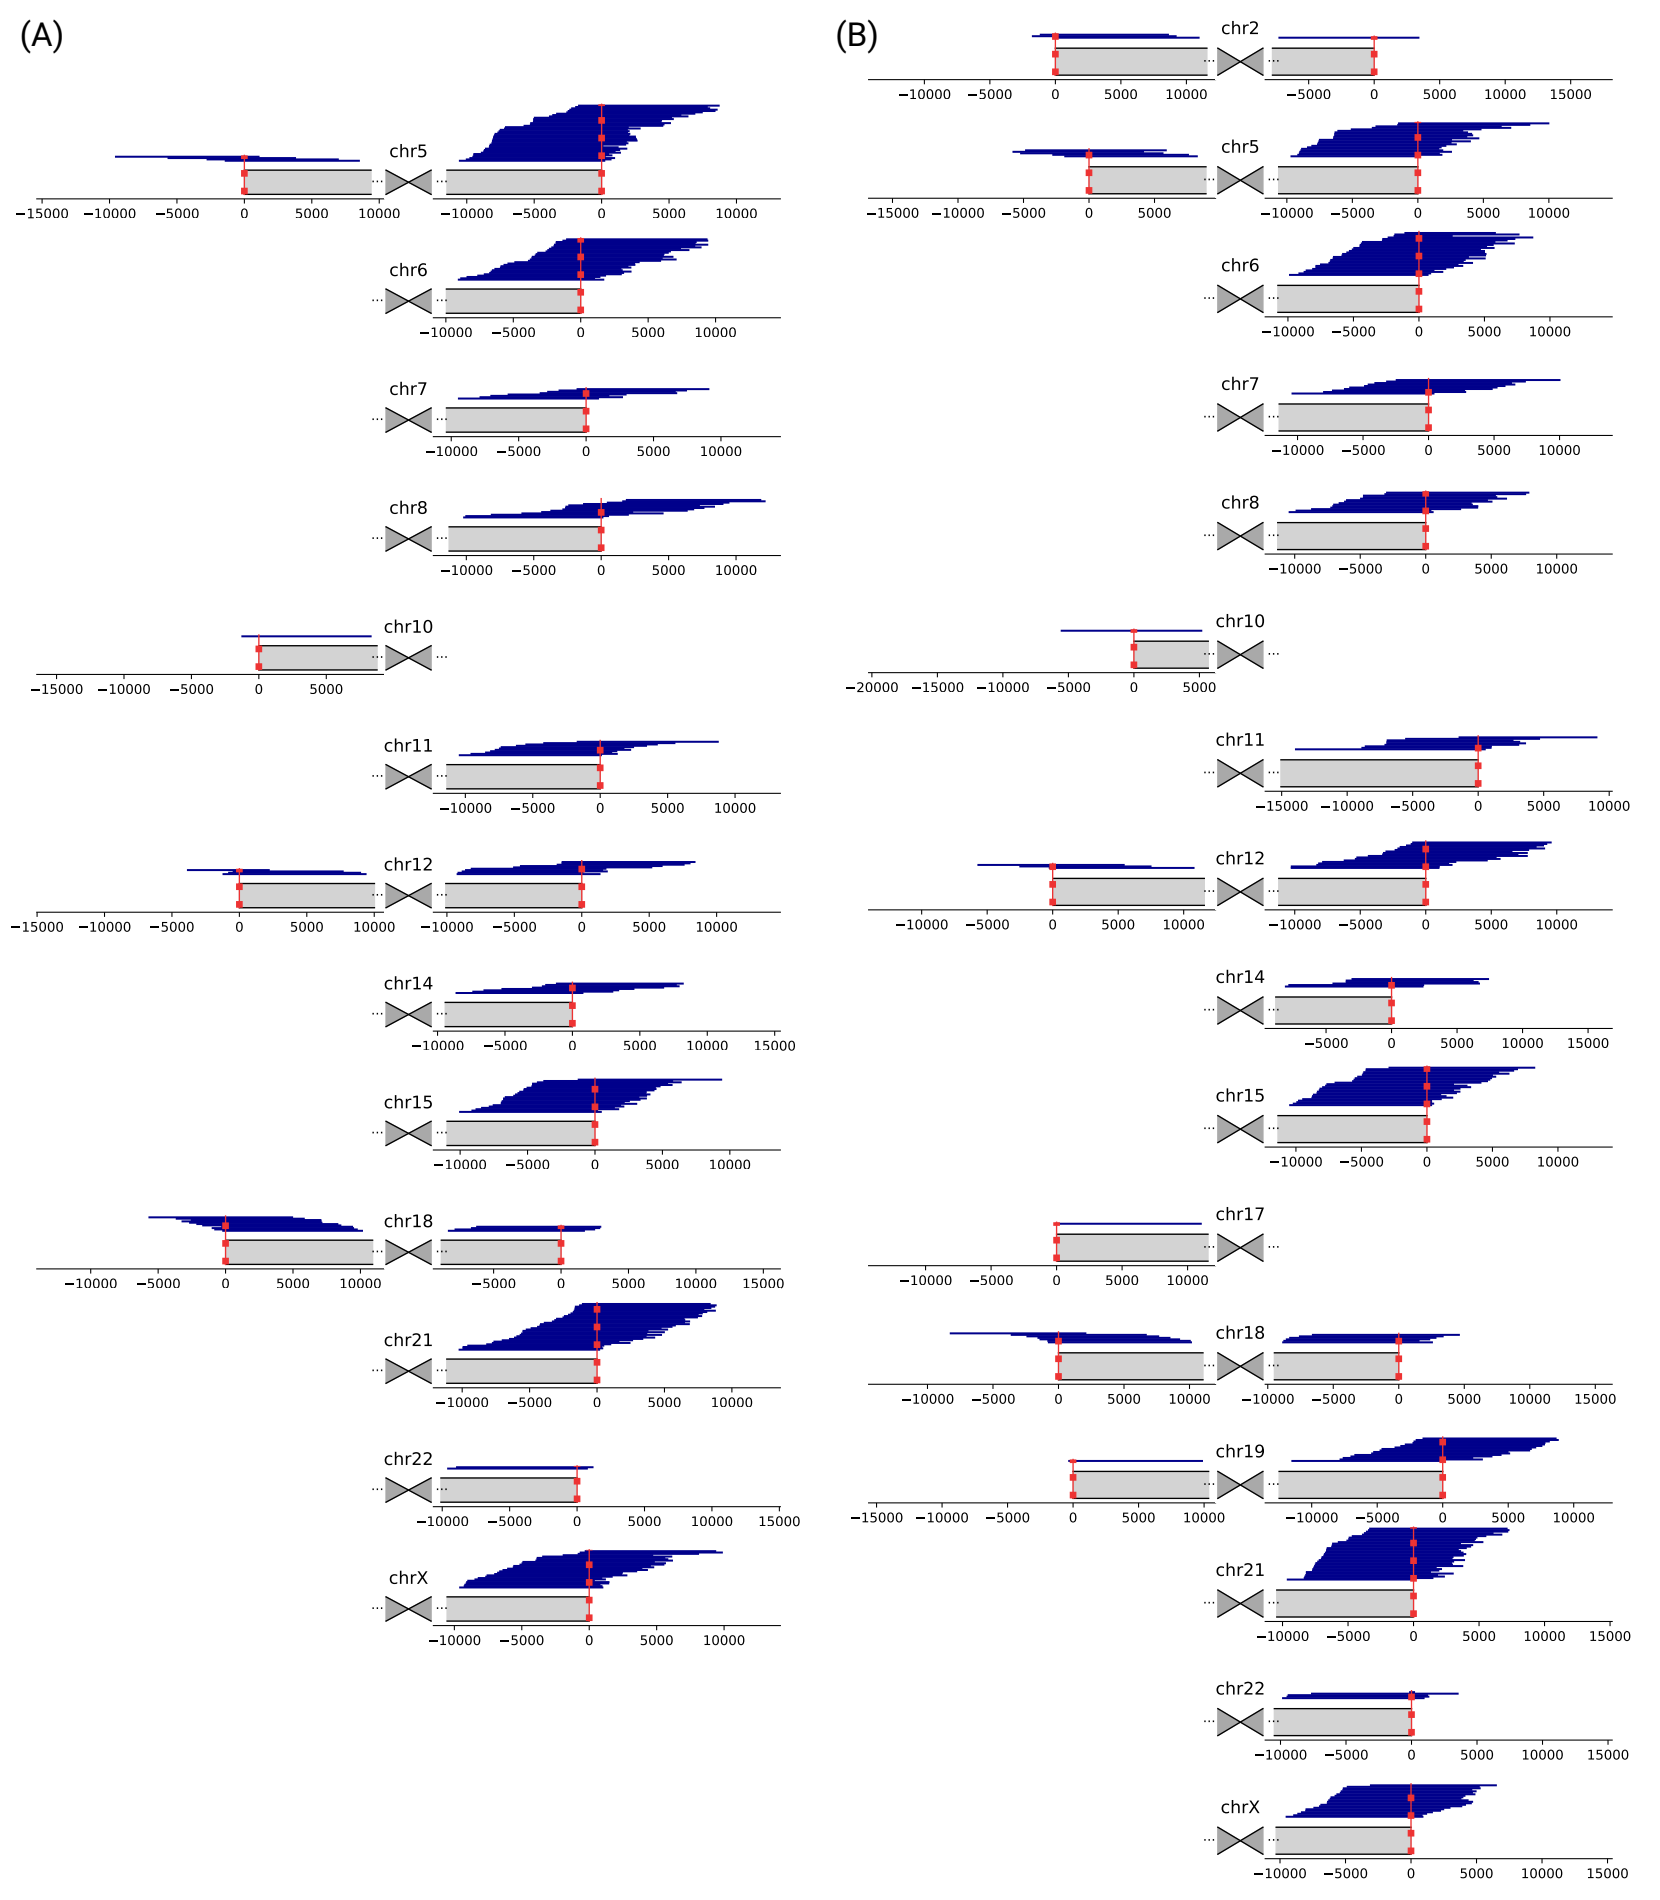 (A)
chr5
−15000 −10000 −5000 0 5000 10000 −10000 −5000 0 5000 10000
chr6
−10000 −5000 0 5000 10000
chr7
−10000 −5000 0 5000 10000
chr8
−10000 −5000 0 5000 10000
chr10
−15000 −10000 −5000 0 5000
chr11
−10000 −5000 0 5000 10000
chr12
−15000 −10000 −5000 0 5000 10000 −10000 −5000 0 5000 10000
chr14
−10000 −5000 0 5000 10000 15000
chr15
−10000 −5000 0 5000 10000
chr18
−10000 −5000 0 5000 10000 −5000 0 5000 10000 15000
chr21
−10000 −5000 0 5000 10000
chr22
−10000 −5000 0 5000 10000 15000
chrX
−10000 −5000 0 5000 10000
(B)
chr2
−10000 −5000 0 5000 10000 −5000 0 5000 10000 15000
chr5
−15000 −10000 −5000 0 5000 −10000 −5000 0 5000 10000
chr6
−10000 −5000 0 5000 10000
chr7
−10000 −5000 0 5000 10000
chr8
−10000 −5000 0 5000 10000
chr10
−20000 −15000 −10000 −5000 0 5000
chr11
−15000 −10000 −5000 0 5000 10000
chr12
−10000 −5000 0 5000 10000 −10000 −5000 0 5000 10000
chr14
−5000 0 5000 10000 15000
chr15
−10000 −5000 0 5000 10000
chr17
−10000 −5000 0 5000 10000
chr18
−10000 −5000 0 5000 10000 −10000 −5000 0 5000 10000 15000
chr19
−15000 −10000 −5000 0 5000 10000 −10000 −5000 0 5000 10000
chr21
−10000 −5000 0 5000 10000 15000
chr22
−10000 −5000 0 5000 10000 15000
chrX
−10000 −5000 0 5000 10000 15000